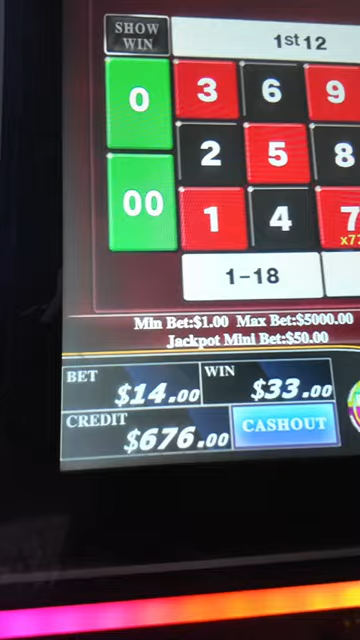 SHOW
WIN
1st 12
0
3
6
9
2
5
8
00
1
4
7
1-18
Min Bet:$1.00 Max Bet:$5000.00
Jackpot Mini Bet:$50.00
BET
$14.00
WIN
$33.00
CREDIT
$676.00
CASHOUT